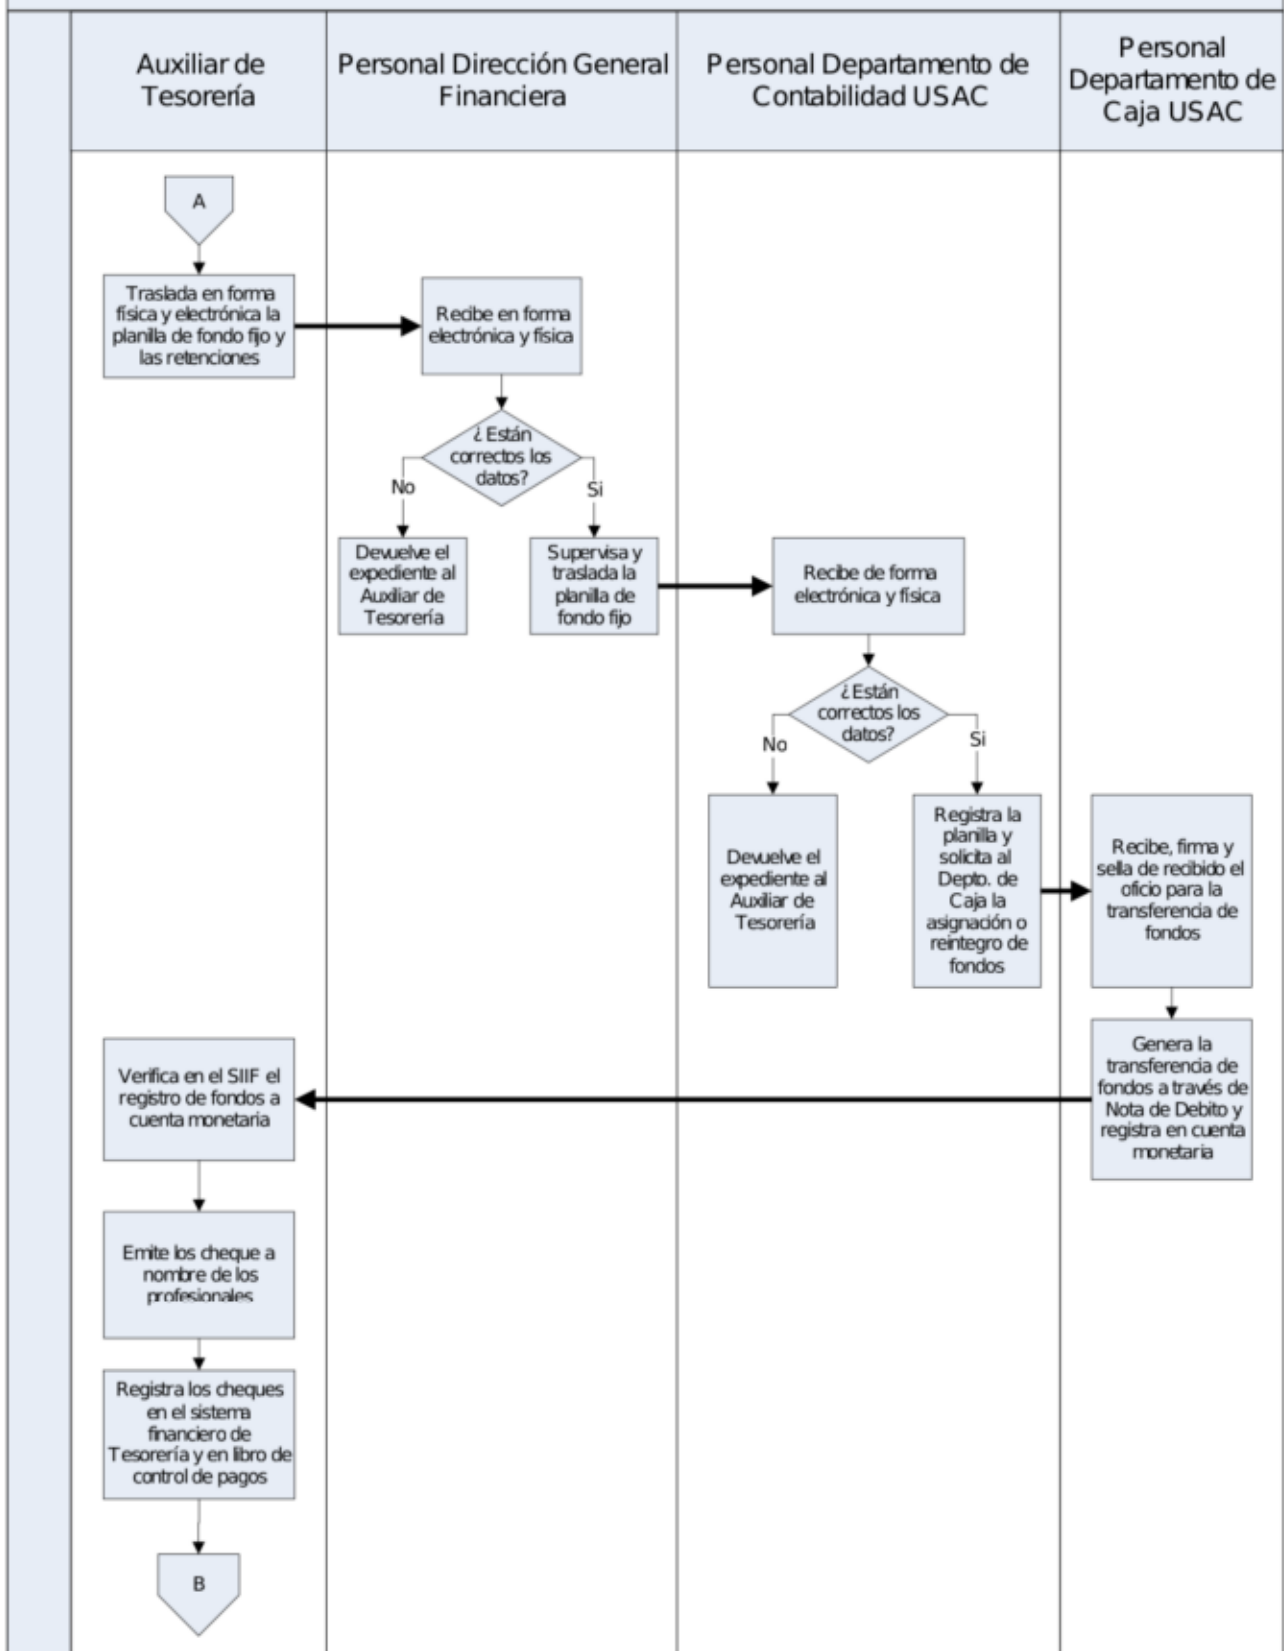 Auxiliar de
Tesorería
Personal Dirección General
Financiera
Personal Departamento de
Contabilidad USAC
Personal
Departamento de
Caja USAC
A
Traslada en forma
física y electrónica la
planilla de fondo fijo y
las retenciones
Recibe en forma
electrónica y física
¿Están
correctos los
datos?
No
Si
Devuelve el
expediente al
Auxiliar de
Tesorería
Supervisa y
traslada la
planilla de
fondo fijo
Recibe de forma
electrónica y física
¿Están
correctos los
datos?
No
Si
Devuelve el
expediente al
Auxiliar de
Tesorería
Registra la
planilla y
solicita al
Depto. de
Caja la
asignación o
reintegro de
fondos
Recibe, firma y
sella de recibido el
oficio para la
transferencia de
fondos
Genera la
transferencia de
fondos a través de
Nota de Debito y
registra en cuenta
monetaria
Verifica en el SIIF el
registro de fondos a
cuenta monetaria
Emite los cheque a
nombre de los
profesionales
Registra los cheques
en el sistema
financiero de
Tesorería y en libro de
control de pagos
B